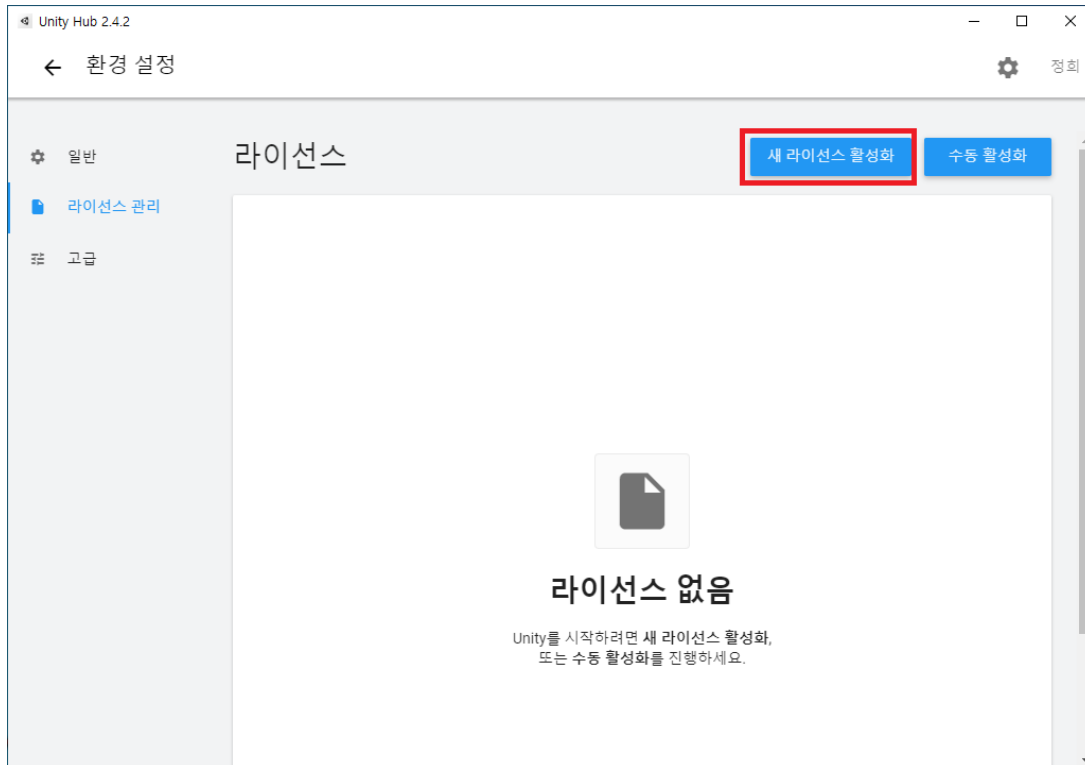 Unity Hub 2.4.2
환경 설정
정희
일반
라이선스
새 라이선스 활성화
수동 활성화
라이선스 관리
고급
라이선스 없음
Unity를 시작하려면 새 라이선스 활성화,
또는 수동 활성화를 진행하세요.